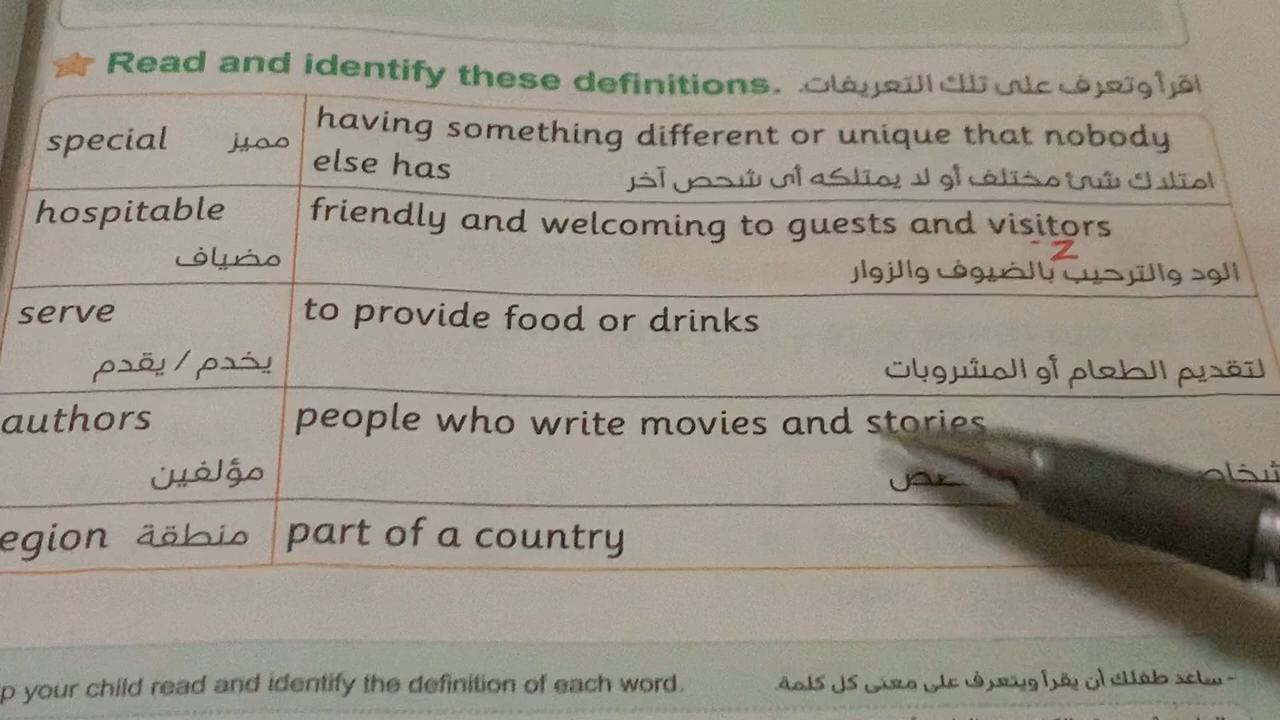 Read and identify these definitions. اقرأ وتعرف على تلك التعريفات.
special مميز
having something different or unique that nobody
else has امتلاك شئ مختلف أو لا يمتلكه أى شخص آخر
hospitable
مضياف
friendly and welcoming to guests and visitors
z
الود والترحيب بالضيوف والزوار
serve
يخدم / يقدم
to provide food or drinks
لتقديم الطعام أو المشروبات
authors
مؤلفين
people who write movies and stories
egion منطقة
part of a country
p your child read and identify the definition of each word. - ساعد طفلك أن يقرأ ويتعرف على معنى كل كلمة.